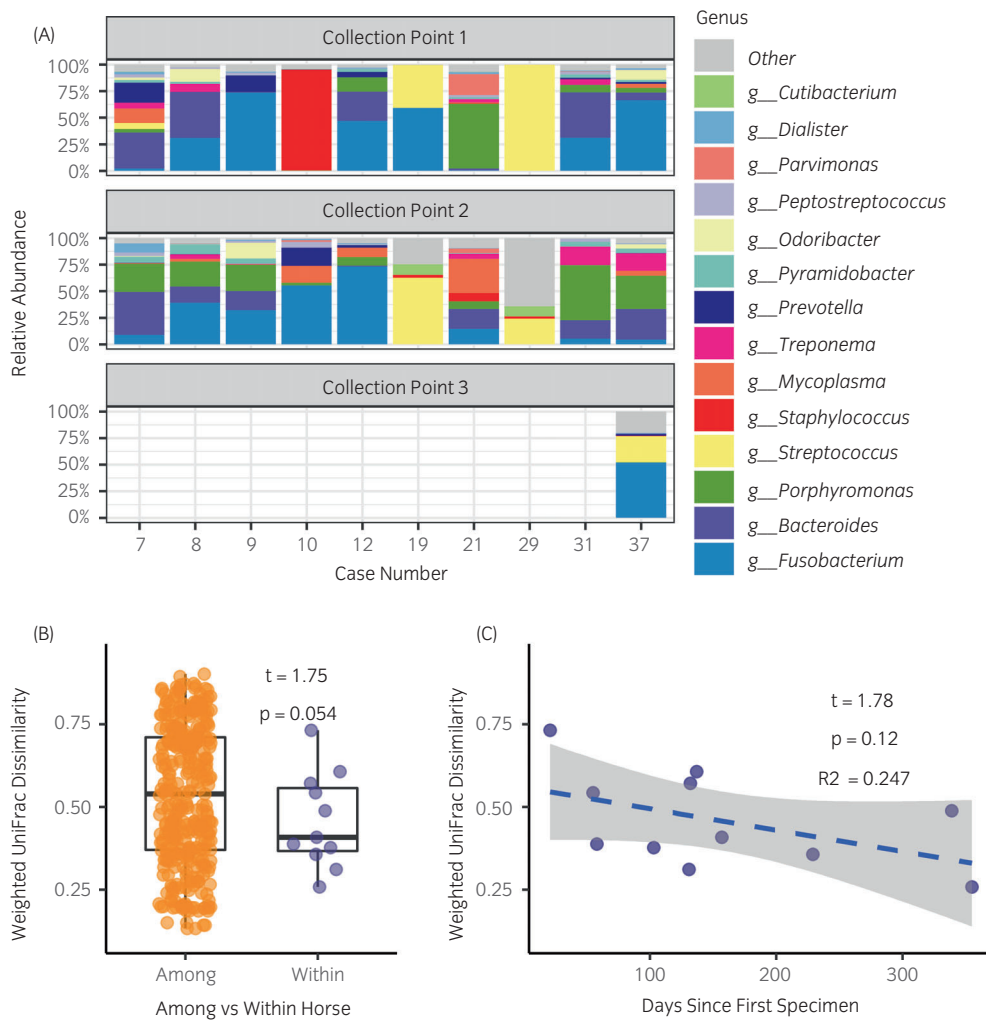 (A)
Collection Point 1
100%
75%
50%
25%
0%
Collection Point 2
100%
75%
50%
25%
0%
Collection Point 3
100%
75%
50%
25%
0%
Relative Abundance
7 8 9 10 12 19 21 29 31 37
Case Number
Genus
Other
g__Cutibacterium
g__Dialister
g__Parvimonas
g__Peptostreptococcus
g__Odoribacter
g__Pyramidobacter
g__Prevotella
g__Treponema
g__Mycoplasma
g__Staphylococcus
g__Streptococcus
g__Porphyromonas
g__Bacteroides
g__Fusobacterium
(B)
Weighted UniFrac Dissimilarity
0.75
0.50
0.25
t = 1.75
p = 0.054
Among Within
Among vs Within Horse
(C)
Weighted UniFrac Dissimilarity
0.75
0.50
0.25
t = 1.78
p = 0.12
R2 = 0.247
100 200 300
Days Since First Specimen